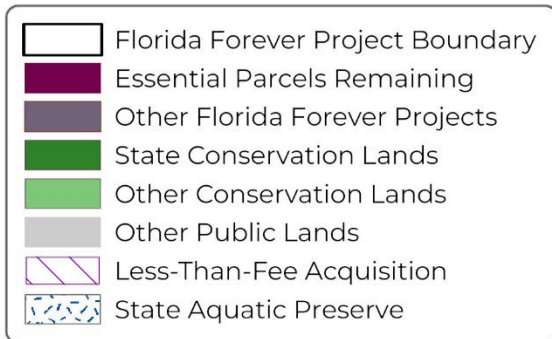 Florida Forever Project Boundary
Essential Parcels Remaining
Other Florida Forever Projects
State Conservation Lands
Other Conservation Lands
Other Public Lands
Less-Than-Fee Acquisition
State Aquatic Preserve